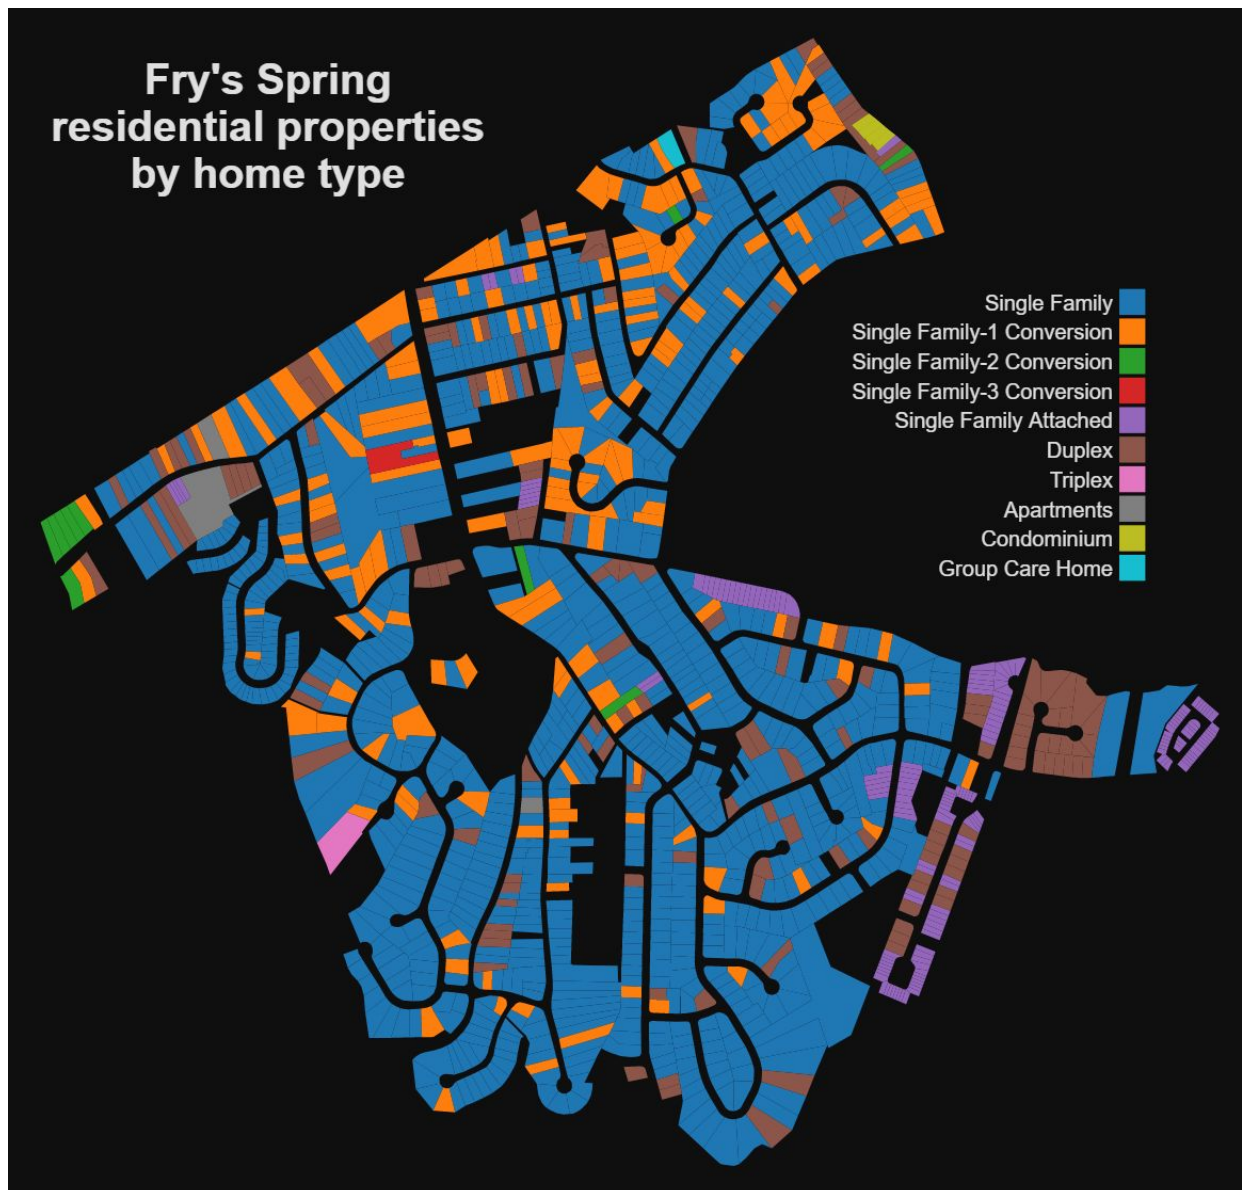 Fry's Spring
residential properties
by home type
Single Family
Single Family-1 Conversion
Single Family-2 Conversion
Single Family-3 Conversion
Single Family Attached
Duplex
Triplex
Apartments
Condominium
Group Care Home